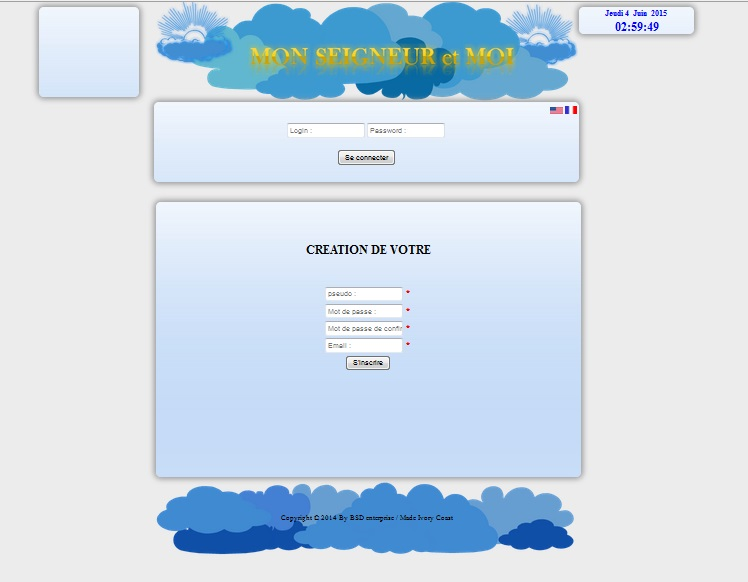 MON SEIGNEUR et MOI
Jeudi 4 Juin 2015
02:59:49
Login :
Password :
Se connecter
CREATION DE VOTRE
pseudo : *
Mot de passe : *
Mot de passe de confir *
Email : *
S'inscrire
Copyright © 2014 By BSD enterprise / Made Ivory Coast